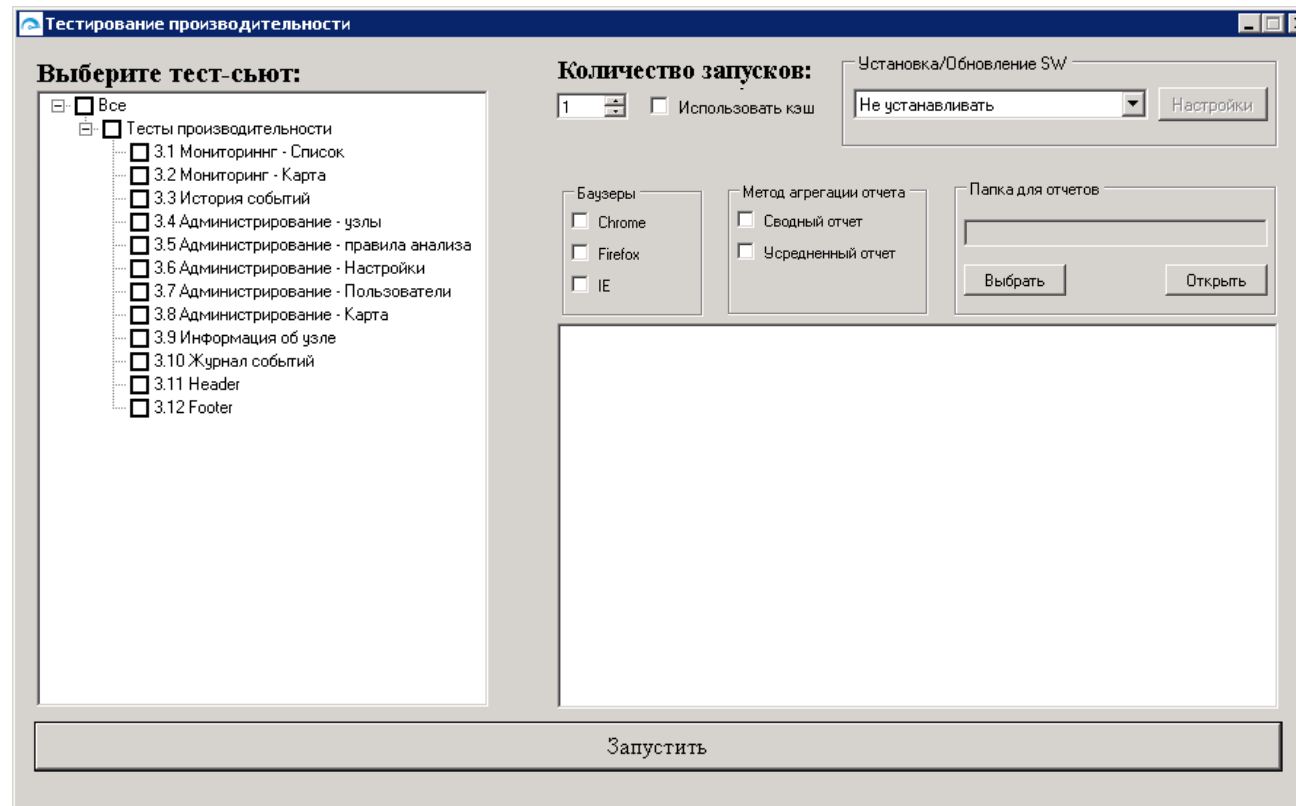 Тестирование производительности
Выберите тест-сьют:
Все
Тесты производительности
3.1 Мониториннг - Список
3.2 Мониторинг - Карта
3.3 История событий
3.4 Администрирование - узлы
3.5 Администрирование - правила анализа
3.6 Администрирование - Настройки
3.7 Администрирование - Пользователи
3.8 Администрирование - Карта
3.9 Информация об узле
3.10 Журнал событий
3.11 Header
3.12 Footer
Количество запусков:
1
Использовать кэш
Установка/Обновление SW
Не устанавливать
Настройки
Баузеры
Chrome
Firefox
IE
Метод агрегации отчета
Сводный отчет
Усредненный отчет
Папка для отчетов
Выбрать
Открыть
Запустить